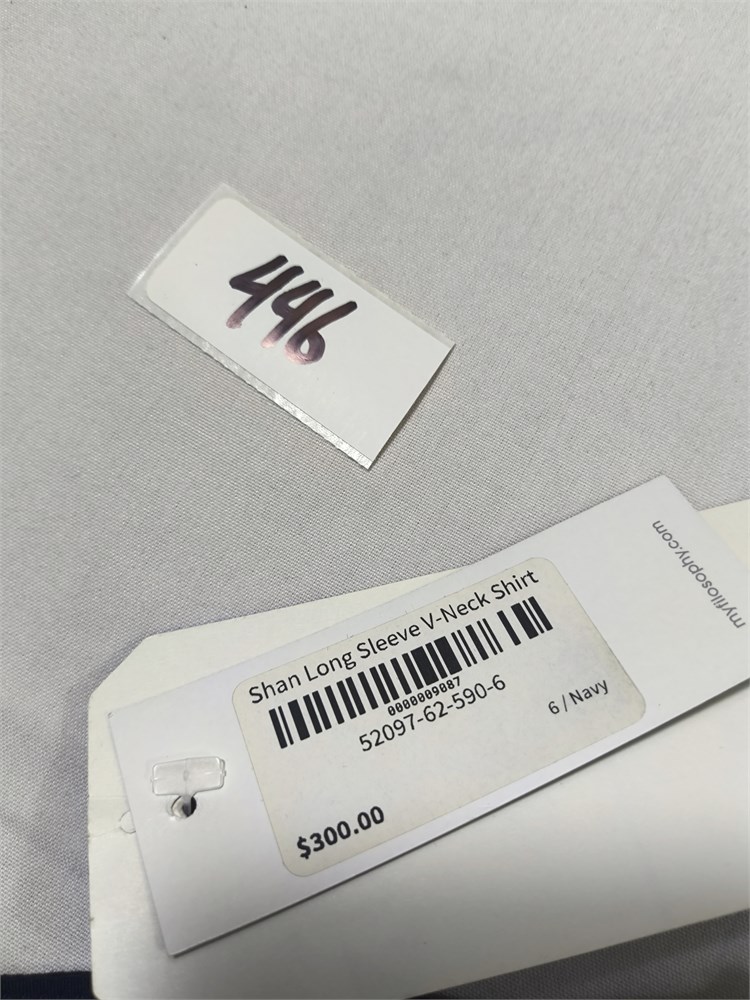 446
myfilosophy.com
Shan Long Sleeve V-Neck Shirt
0000009087
52097-62-590-6
6 / Navy
$300.00